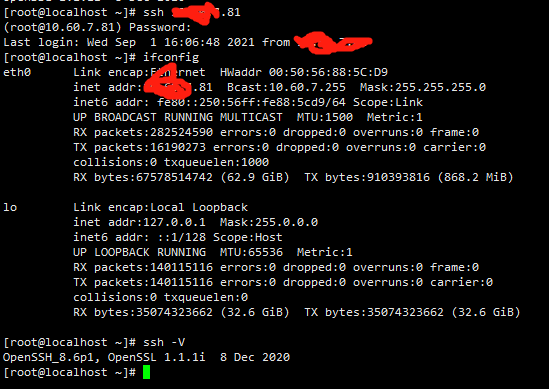 [root@localhost ~]# ssh 7.81
(root@10.60.7.81) Password:
Last login: Wed Sep  1 16:06:48 2021 from
[root@localhost ~]# ifconfig
eth0      Link encap:Ethernet  HWaddr 00:50:56:88:5C:D9
          inet addr: .81  Bcast:10.60.7.255  Mask:255.255.255.0
          inet6 addr: fe80::250:56ff:fe88:5cd9/64 Scope:Link
          UP BROADCAST RUNNING MULTICAST  MTU:1500  Metric:1
          RX packets:282524590 errors:0 dropped:0 overruns:0 frame:0
          TX packets:16190273 errors:0 dropped:0 overruns:0 carrier:0
          collisions:0 txqueuelen:1000
          RX bytes:67578514742 (62.9 GiB)  TX bytes:910393816 (868.2 MiB)
lo        Link encap:Local Loopback
          inet addr:127.0.0.1  Mask:255.0.0.0
          inet6 addr: ::1/128 Scope:Host
          UP LOOPBACK RUNNING  MTU:65536  Metric:1
          RX packets:140115116 errors:0 dropped:0 overruns:0 frame:0
          TX packets:140115116 errors:0 dropped:0 overruns:0 carrier:0
          collisions:0 txqueuelen:0
          RX bytes:35074323662 (32.6 GiB)  TX bytes:35074323662 (32.6 GiB)
[root@localhost ~]# ssh -V
OpenSSH_8.6p1, OpenSSL 1.1.1i  8 Dec 2020
[root@localhost ~]#